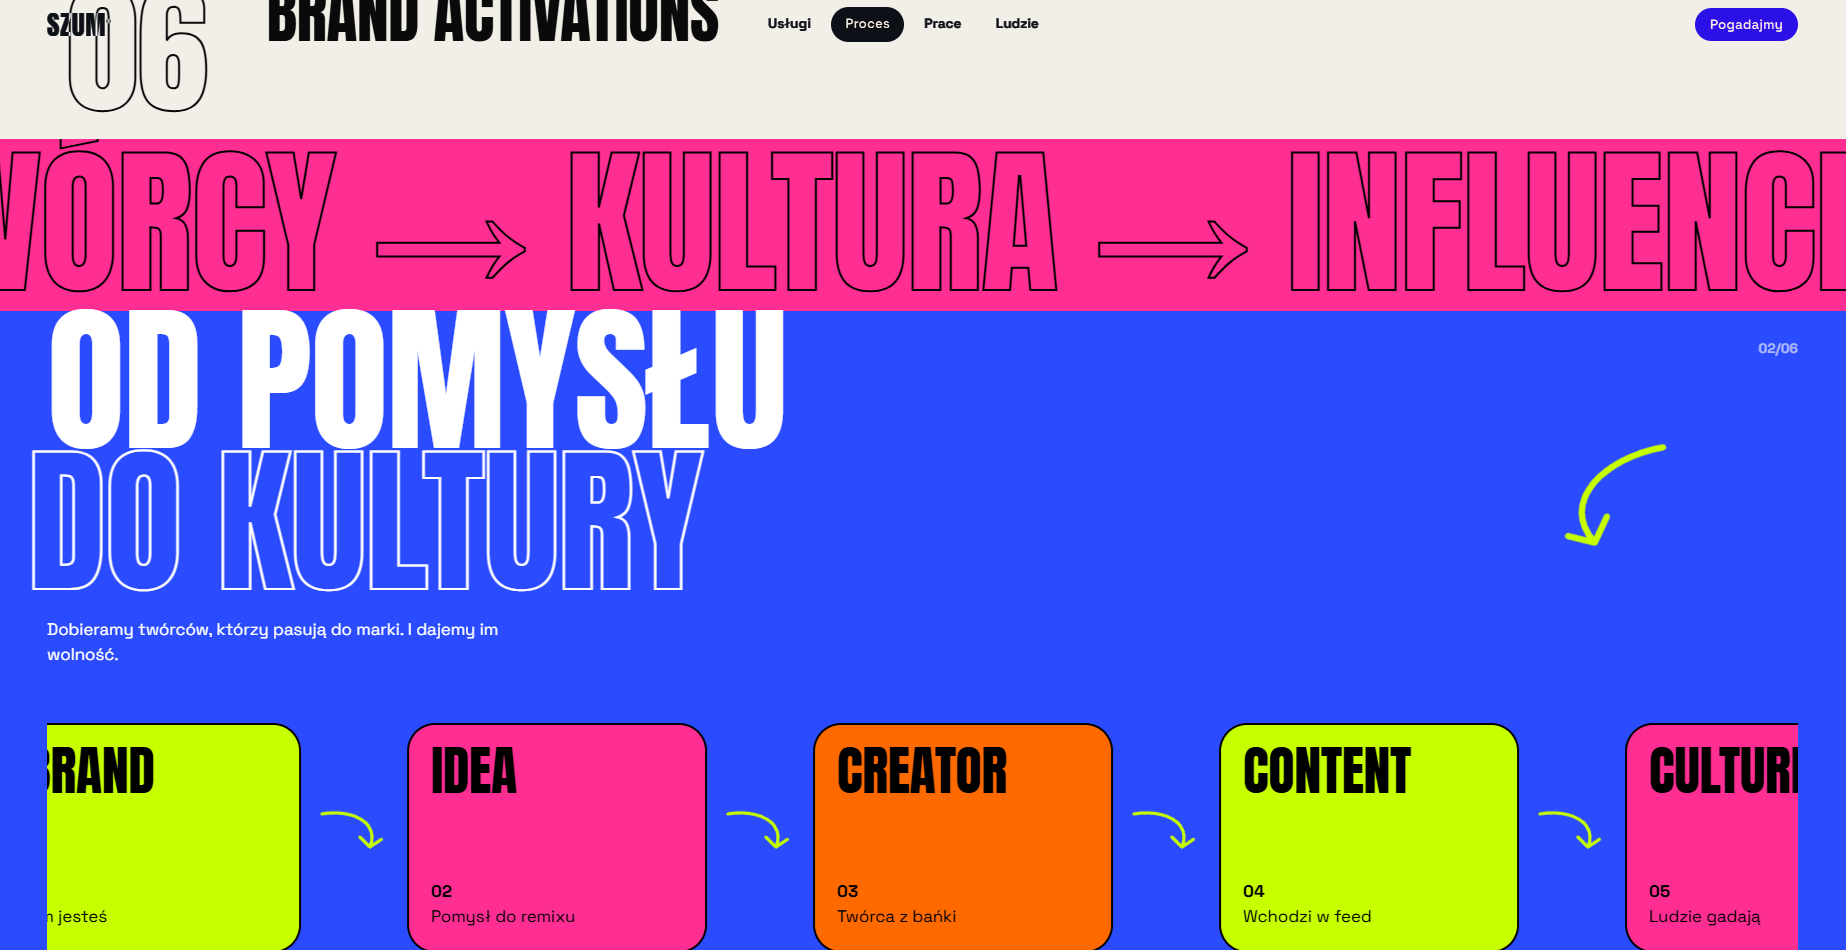 SZUM
06
BRAND ACTIVATIONS
Usługi
Proces
Prace
Ludzie
Pogadajmy
WÓRCY → KULTURA → INFLUENC
OD POMYSŁU
DO KULTURY
02/06
Dobieramy twórców, którzy pasują do marki. I dajemy im
wolność.
BRAND
jesteś
IDEA
02
Pomysł do remixu
CREATOR
03
Twórca z bańki
CONTENT
04
Wchodzi w feed
CULTURE
05
Ludzie gadają